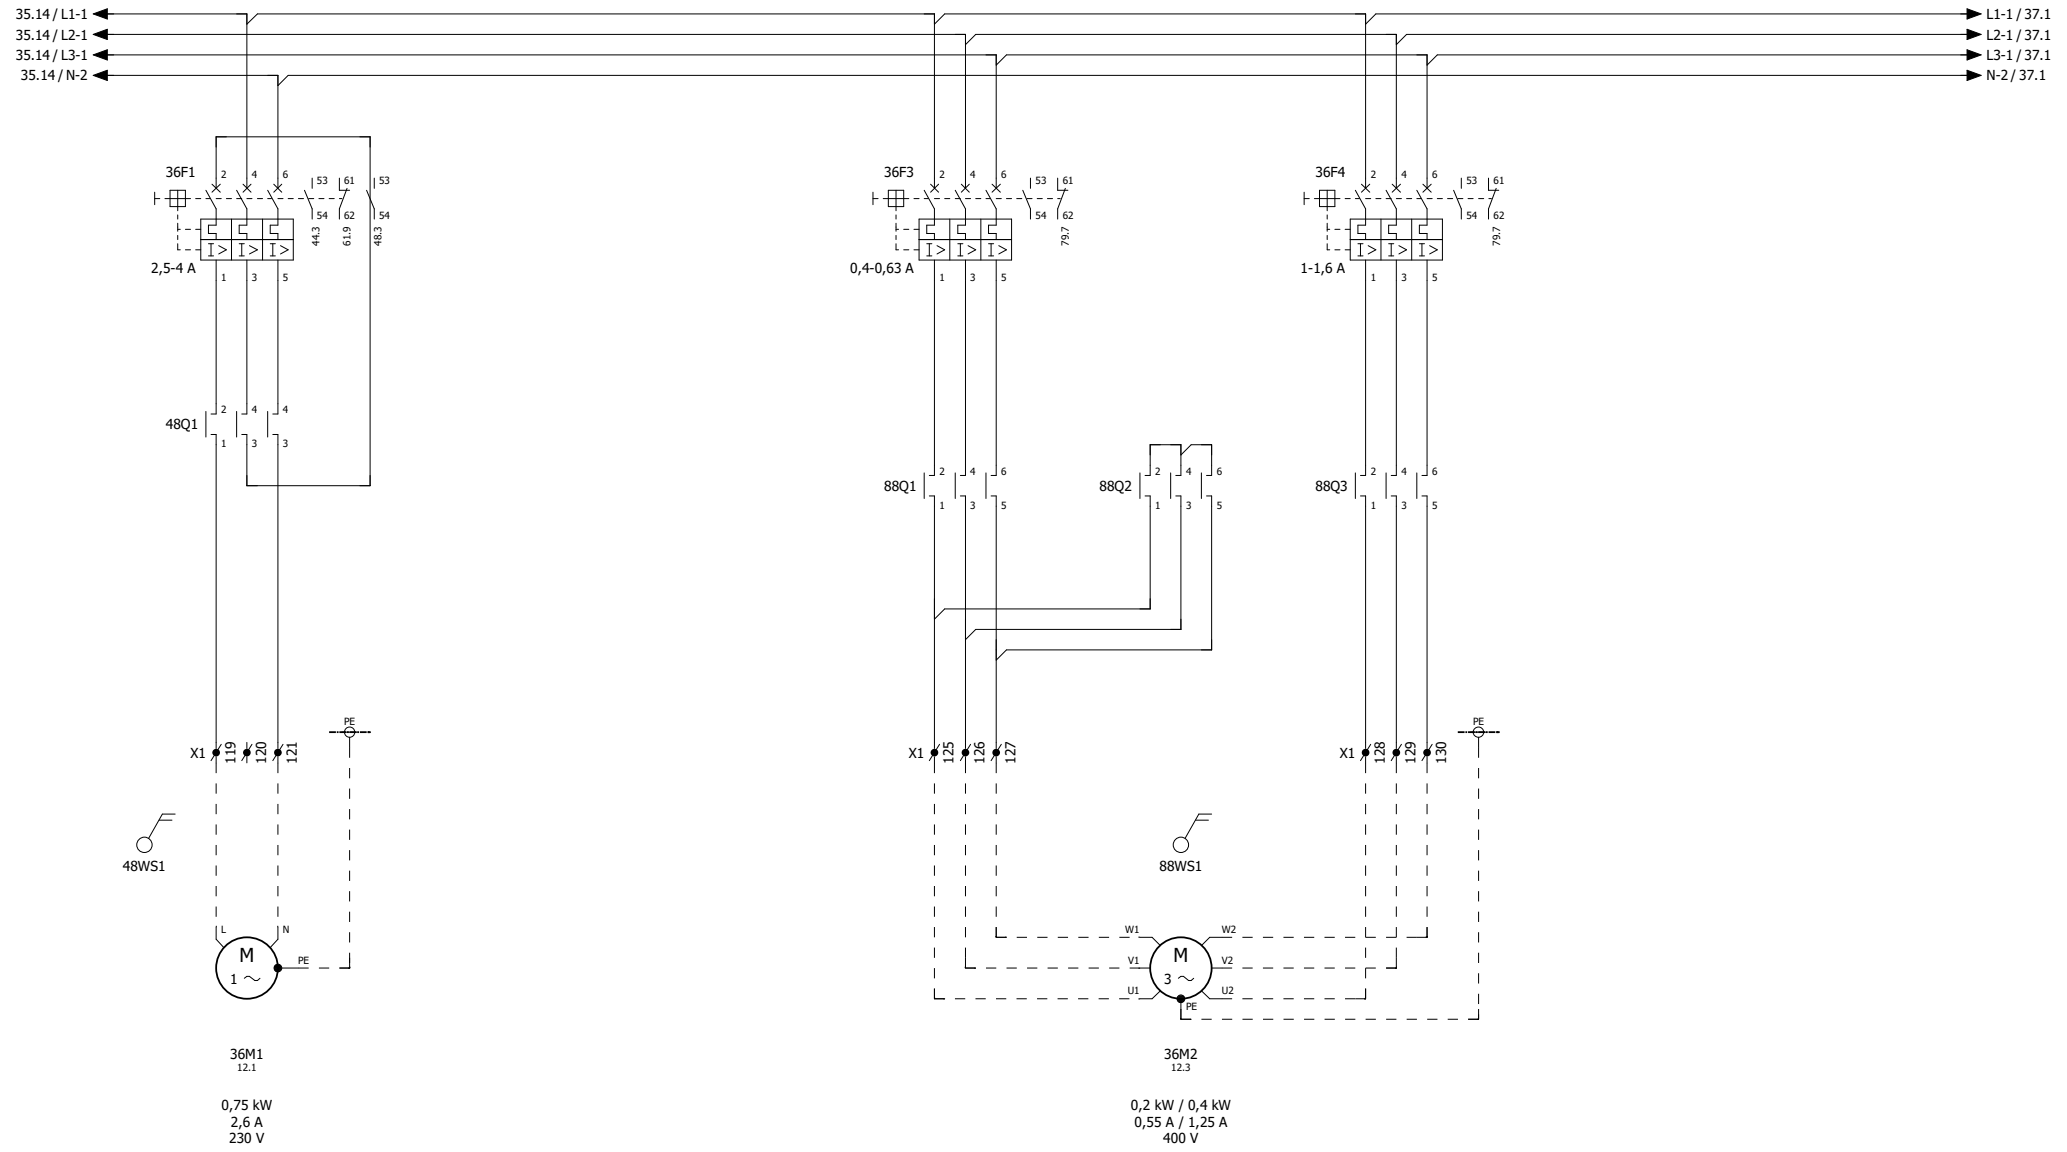 35.14 / L1-1
L1-1 / 37.1
35.14 / L2-1
L2-1 / 37.1
35.14 / L3-1
L3-1 / 37.1
35.14 / N-2
N-2 / 37.1
36F1
2 4 6 53 61 53
54 62 54
44.3 61.9 48.3
I> I> I>
2,5-4 A
1 3 5
36F3
2 4 6 53 61
54 62
79.7
I> I> I>
0,4-0,63 A
1 3 5
36F4
2 4 6 53 61
54 62
79.7
I> I> I>
1-1,6 A
1 3 5
48Q1
2 4 4
1 3 3
88Q1
2 4 6
1 3 5
88Q2
2 4 6
1 3 5
88Q3
2 4 6
1 3 5
PE
X1 119 120 121
X1 125 126 127
X1 128 129 130
PE
48WS1
88WS1
L N
M
1 ~
PE
W1 W2
M
V1 V2
3 ~
U1 U2
PE
36M1
12.1
0,75 kW
2,6 A
230 V
36M2
12.3
0,2 kW / 0,4 kW
0,55 A / 1,25 A
400 V